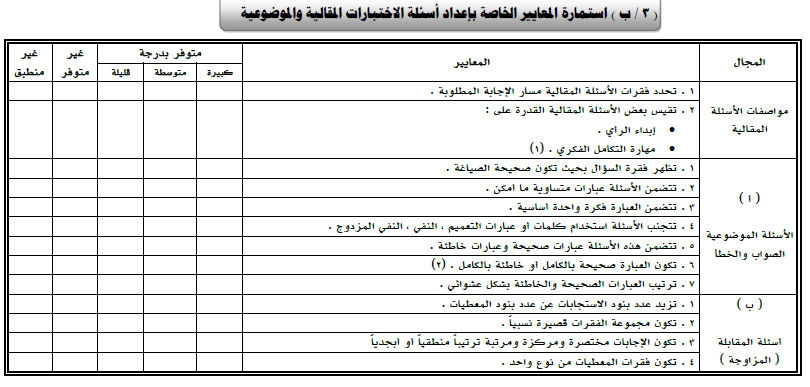 ( ٣ / ب ) استمارة المعايير الخاصة بإعداد أسئلة الاختبارات المقالية والموضوعية
المجال
المعايير
متوفر بدرجة
كبيرة
متوسطة
قليلة
غير
متوفر
غير
منطبق
مواصفات الأسئلة
المقالية
١ . تحدد فقرات الأسئلة المقالية مسار الإجابة المطلوبة .
٢ . تقيس بعض الأسئلة المقالية القدرة على :
• إبداء الراي .
• مهارة التكامل الفكري . (١)
( ا )
الأسئلة الموضوعية
الصواب والخطأ
١ . تظهر فقرة السؤال بحيث تكون صحيحة الصياغة .
٢ . تتضمن الأسئلة عبارات متساوية ما امكن .
٣ . تتضمن العبارة فكرة واحدة اساسية .
٤ . تتجنب الأسئلة استخدام كلمات او عبارات التعميم ، النفي ، النفي المزدوج .
٥ . تتضمن هذه الأسئلة عبارات صحيحة وعبارات خاطئة .
٦ . تكون العبارة صحيحة بالكامل او خاطئة بالكامل . (٢)
٧ . ترتيب العبارات الصحيحة والخاطئة بشكل عشوائي .
( ب )
اسئلة المقابلة
( المزاوجة )
١ . تزيد عدد بنود الاستجابات عن عدد بنود المعطيات .
٢ . تكون مجموعة الفقرات قصيرة نسبياً .
٣ . تكون الإجابات مختصرة ومركزة ومرتبة ترتيباً منطقياً او ابجدياً
٤ . تكون فقرات المعطيات من نوع واحد .